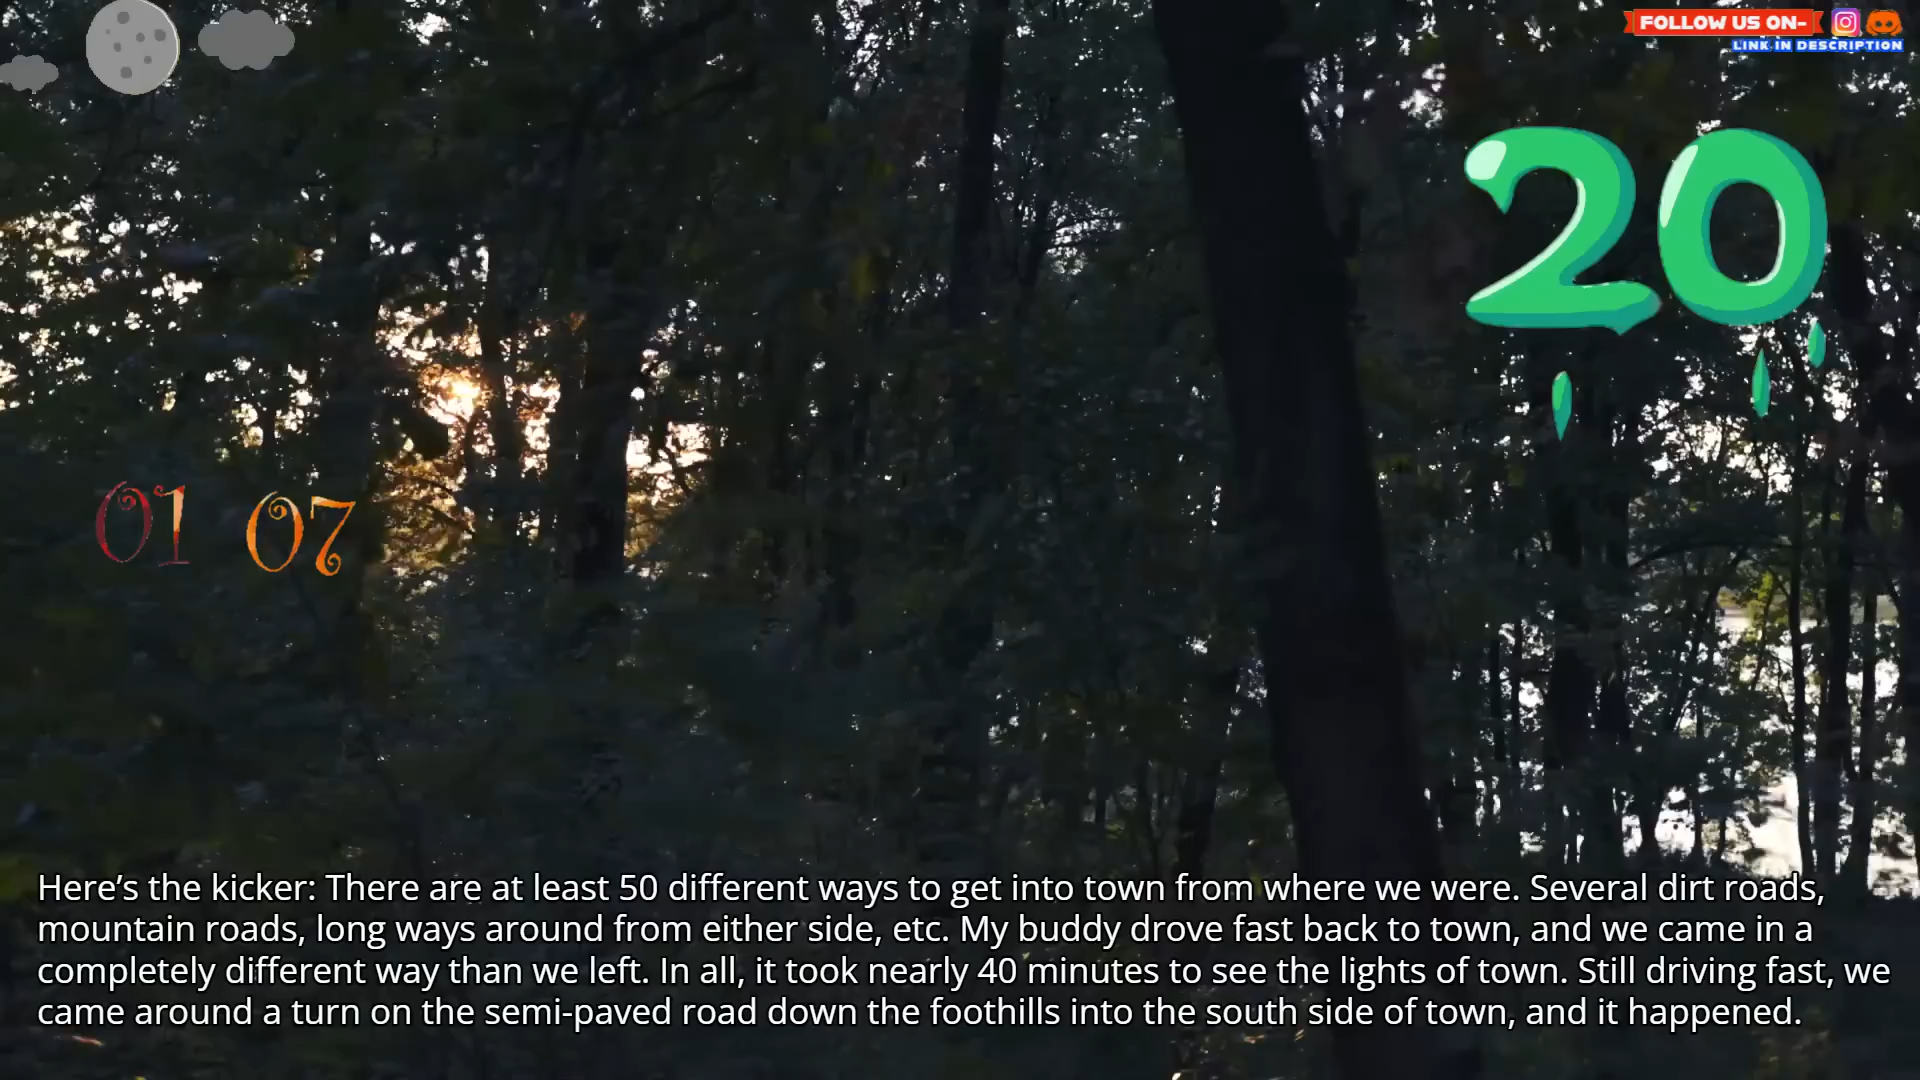 FOLLOW US ON-
LINK IN DESCRIPTION
20
01 07
Here’s the kicker: There are at least 50 different ways to get into town from where we were. Several dirt roads,
mountain roads, long ways around from either side, etc. My buddy drove fast back to town, and we came in a
completely different way than we left. In all, it took nearly 40 minutes to see the lights of town. Still driving fast, we
came around a turn on the semi-paved road down the foothills into the south side of town, and it happened.